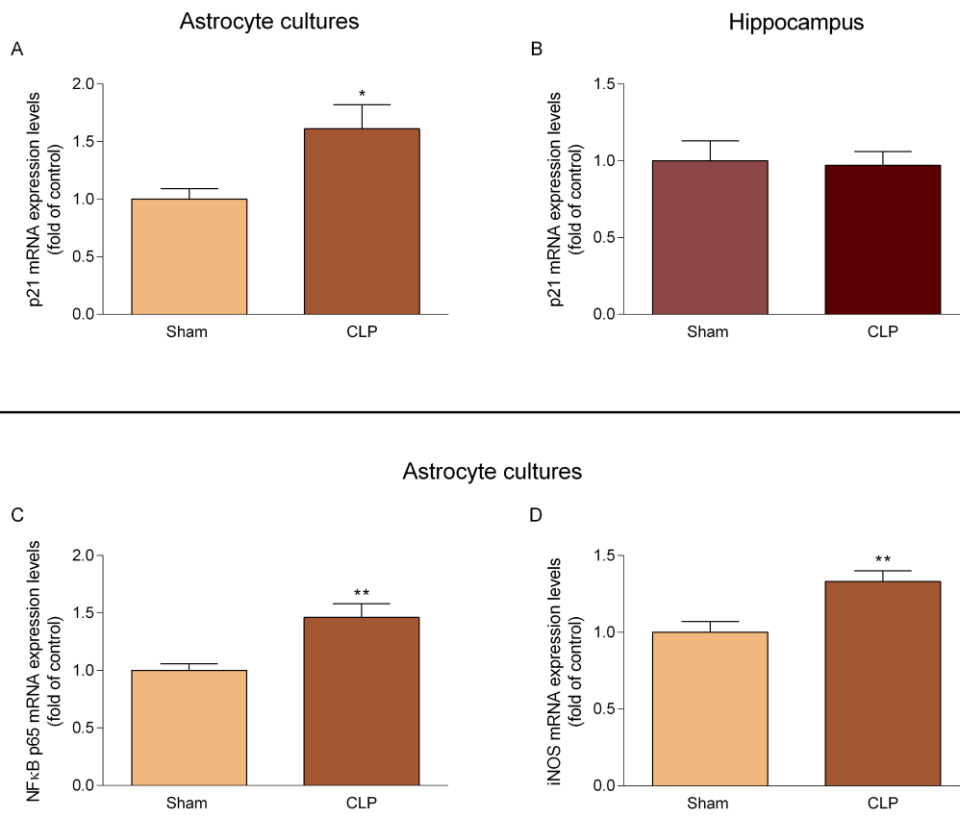 Astrocyte cultures
Hippocampus
A
p21 mRNA expression levels
(fold of control)
2.0
1.5
1.0
0.5
0.0
*
Sham
CLP
B
p21 mRNA expression levels
(fold of control)
1.5
1.0
0.5
0.0
Sham
CLP
Astrocyte cultures
C
NFκB p65 mRNA expression levels
(fold of control)
2.0
1.5
1.0
0.5
0.0
**
Sham
CLP
D
iNOS mRNA expression levels
(fold of control)
1.5
1.0
0.5
0.0
**
Sham
CLP